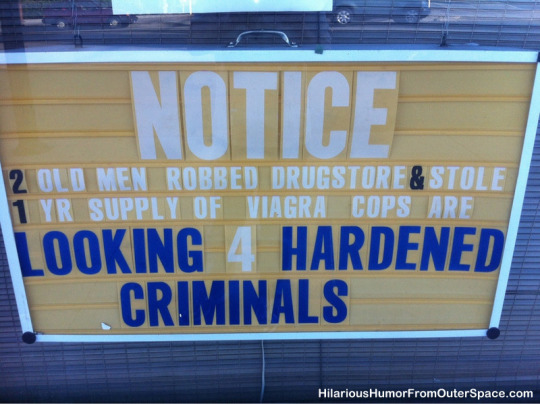 NOTICE
2 OLD MEN ROBBED DRUGSTORE & STOLE
1 YR SUPPLY OF VIAGRA COPS ARE
LOOKING 4 HARDENED
CRIMINALS
HilariousHumorFromOuterSpace.com